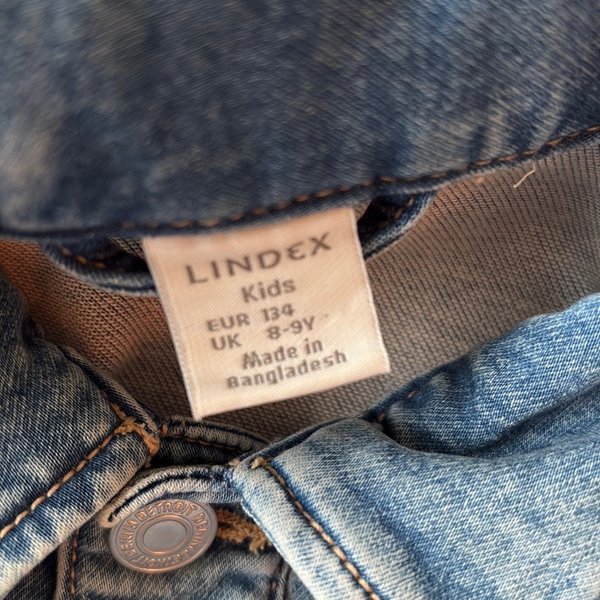 LINDEX
Kids
EUR 134
UK 8-9Y
Made in
Bangladesh